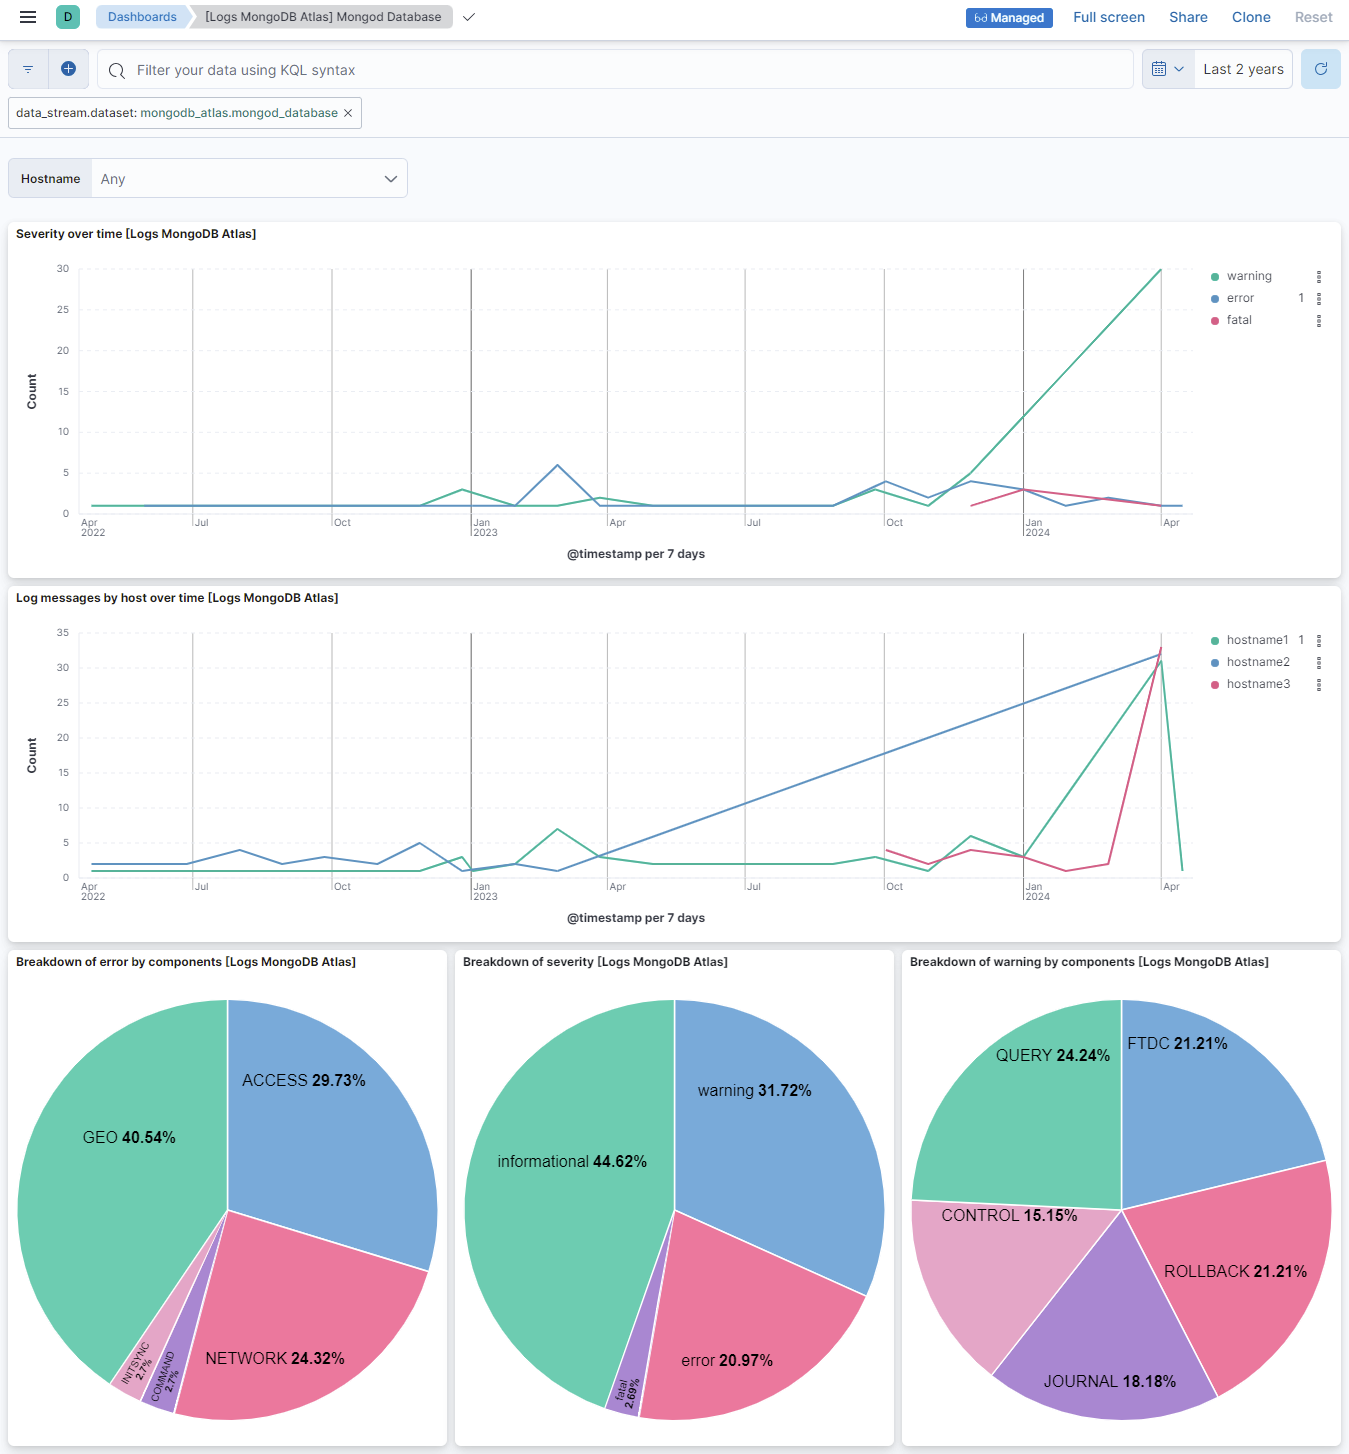 D
Dashboards
[Logs MongoDB Atlas] Mongod Database
Managed
Full screen
Share
Clone
Reset
Filter your data using KQL syntax
Last 2 years
data_stream.dataset: mongodb_atlas.mongod_database ×
Hostname
Any
Severity over time [Logs MongoDB Atlas]
30
25
20
15
10
5
0
Count
Apr
2022
Jul
Oct
Jan
2023
Apr
Jul
Oct
Jan
2024
Apr
@timestamp per 7 days
warning
error 1
fatal
Log messages by host over time [Logs MongoDB Atlas]
35
30
25
20
15
10
5
0
Count
Apr
2022
Jul
Oct
Jan
2023
Apr
Jul
Oct
Jan
2024
Apr
@timestamp per 7 days
hostname1 1
hostname2
hostname3
Breakdown of error by components [Logs MongoDB Atlas]
ACCESS 29.73%
GEO 40.54%
NETWORK 24.32%
INITSYNC
2.7%
COMMAND
2.7%
Breakdown of severity [Logs MongoDB Atlas]
warning 31.72%
informational 44.62%
error 20.97%
fatal
2.69%
Breakdown of warning by components [Logs MongoDB Atlas]
FTDC 21.21%
QUERY 24.24%
CONTROL 15.15%
ROLLBACK 21.21%
JOURNAL 18.18%